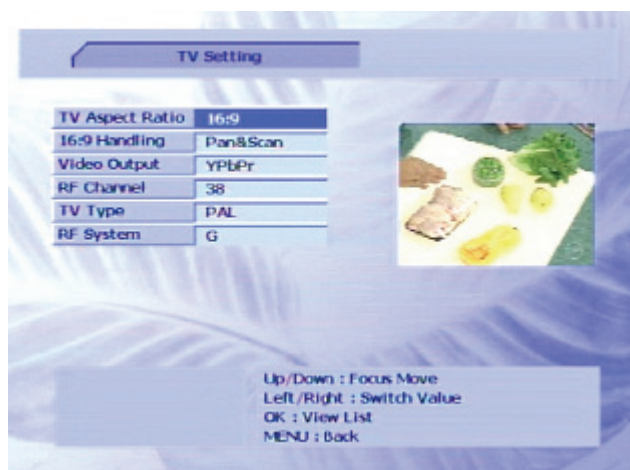 TV Setting
TV Aspect Ratio 16:9
16:9 Handling Pan&Scan
Video Output YPbPr
RF Channel 38
TV Type PAL
RF System G
Up/Down : Focus Move
Left/Right : Switch Value
OK : View List
MENU : Back